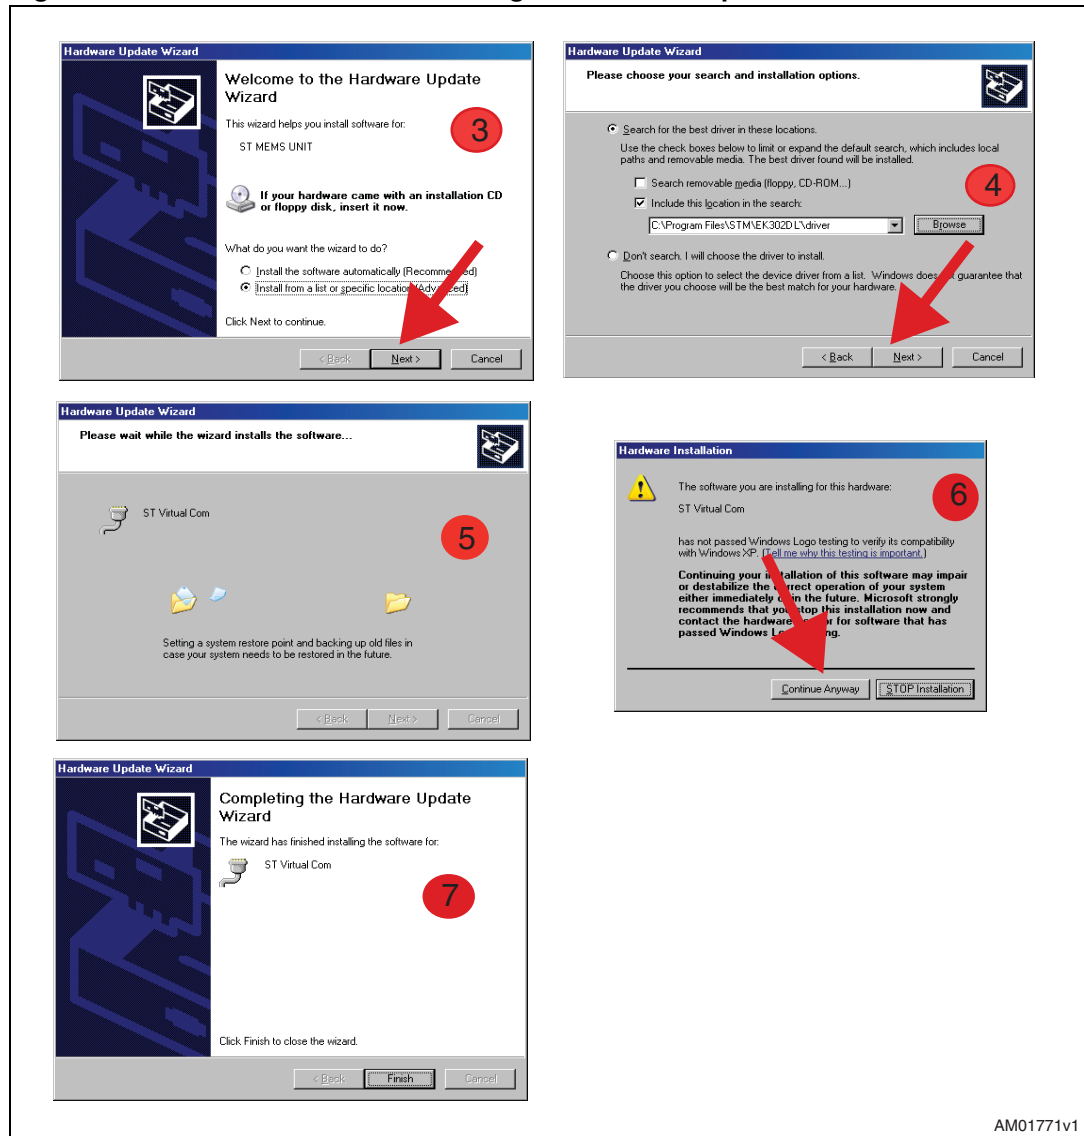 Hardware Update Wizard
Welcome to the Hardware Update
Wizard
This wizard helps you install software for:
ST MEMS UNIT
3
If your hardware came with an installation CD
or floppy disk, insert it now.
What do you want the wizard to do?
Install the software automatically (Recommended)
Install from a list or specific location (Advanced)
Click Next to continue.
< Back Next > Cancel
Hardware Update Wizard
Please choose your search and installation options.
Search for the best driver in these locations.
Use the check boxes below to limit or expand the default search, which includes local
paths and removable media. The best driver found will be installed.
Search removable media (floppy, CD-ROM...)
4
Include this location in the search:
C:\Program Files\STM\EK302DL"\driver Browse
Don't search. I will choose the driver to install.
Choose this option to select the device driver from a list. Windows does guarantee that
the driver you choose will be the best match for your hardware.
< Back Next > Cancel
Hardware Update Wizard
Please wait while the wizard installs the software...
ST Virtual Com
5
Setting a system restore point and backing up old files in
case your system needs to be restored in the future.
< Back Next > Cancel
Hardware Installation
The software you are installing for this hardware:
6
ST Virtual Com
has not passed Windows Logo testing to verify its compatibility
with Windows XP. (Tell me why this testing is important.)
Continuing your installation of this software may impair
or destabilize the correct operation of your system
either immediately or in the future. Microsoft strongly
recommends that you stop this installation now and
contact the hardware for software that has
passed Windows Logo
Continue Anyway STOP Installation
Hardware Update Wizard
Completing the Hardware Update
Wizard
The wizard has finished installing the software for:
ST Virtual Com
7
Click Finish to close the wizard.
< Back Finish Cancel
AM01771v1